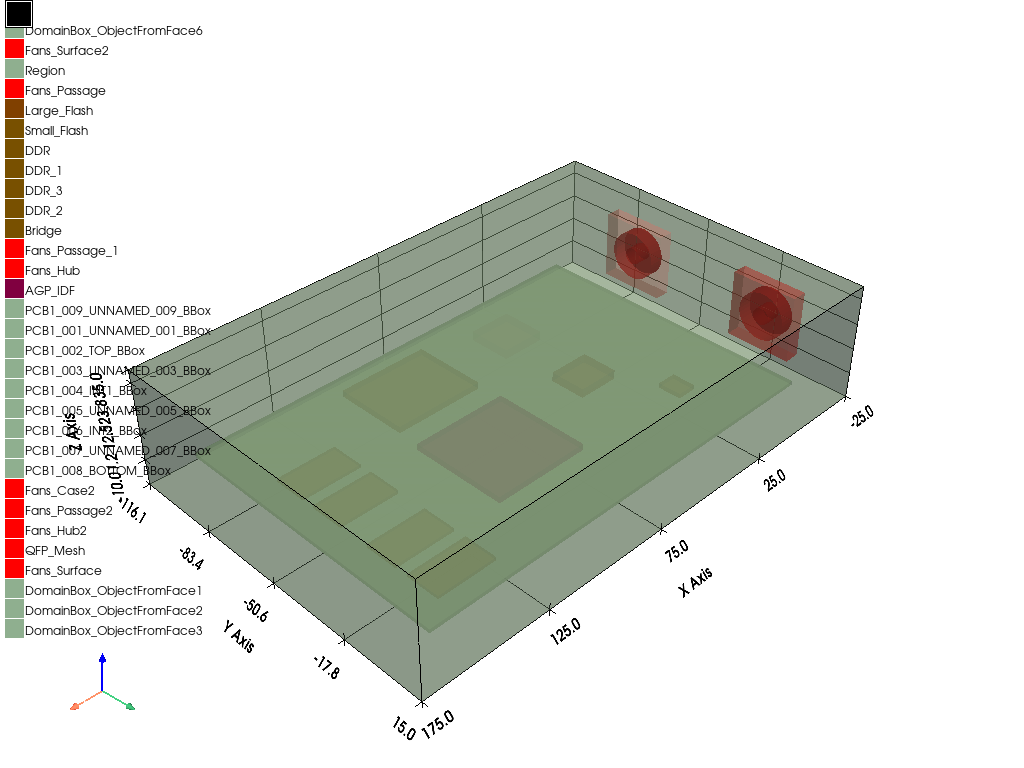 DomainBox_ObjectFromFace6
Fans_Surface2
Region
Fans_Passage
Large_Flash
Small_Flash
DDR
DDR_1
DDR_3
DDR_2
Bridge
Fans_Passage_1
Fans_Hub
AGP_IDF
PCB1_009_UNNAMED_009_BBox
PCB1_001_UNNAMED_001_BBox
PCB1_002_TOP_BBox
PCB1_003_UNNAMED_003_BBox
PCB1_004_INT1_BBox
PCB1_005_UNNAMED_005_BBox
PCB1_006_INT2_BBox
PCB1_007_UNNAMED_007_BBox
PCB1_008_BOTTOM_BBox
Fans_Case2
Fans_Passage2
Fans_Hub2
QFP_Mesh
Fans_Surface
DomainBox_ObjectFromFace1
DomainBox_ObjectFromFace2
DomainBox_ObjectFromFace3
Z Axis
-116.1
-83.4
-50.6
Y Axis
-17.8
15.0
175.0
125.0
X Axis
75.0
25.0
-25.0